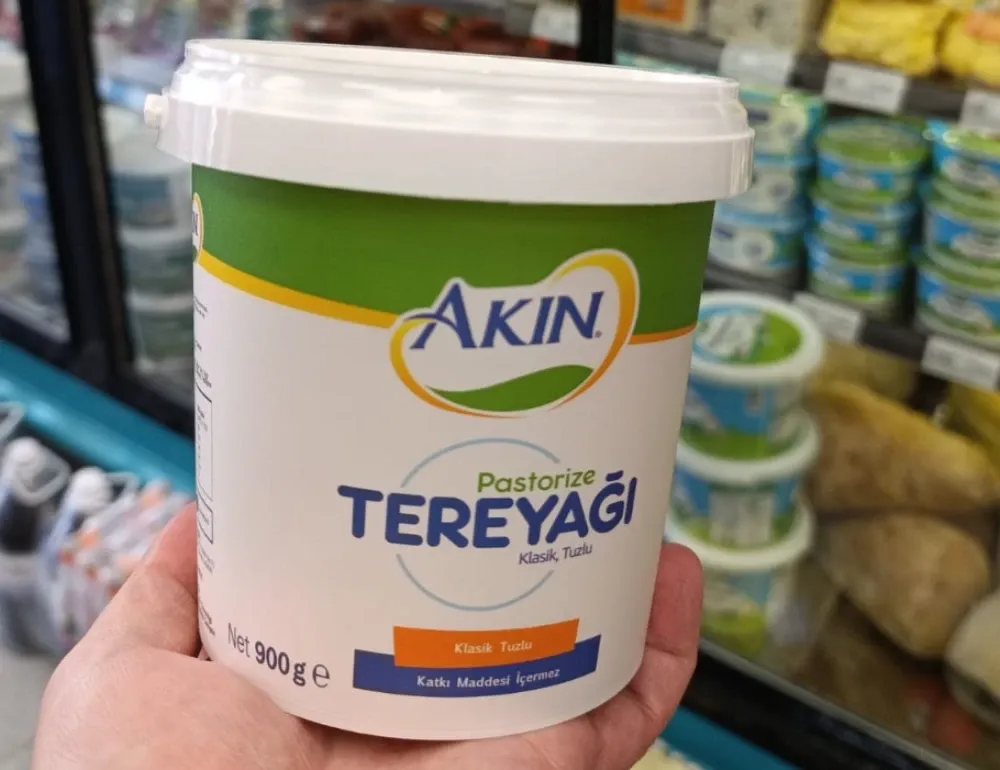 AKIN
Pastorize
TEREYAĞI
Klasik, Tuzlu
Klasik Tuzlu
Katkı Maddesi İçermez
Net 900 g e